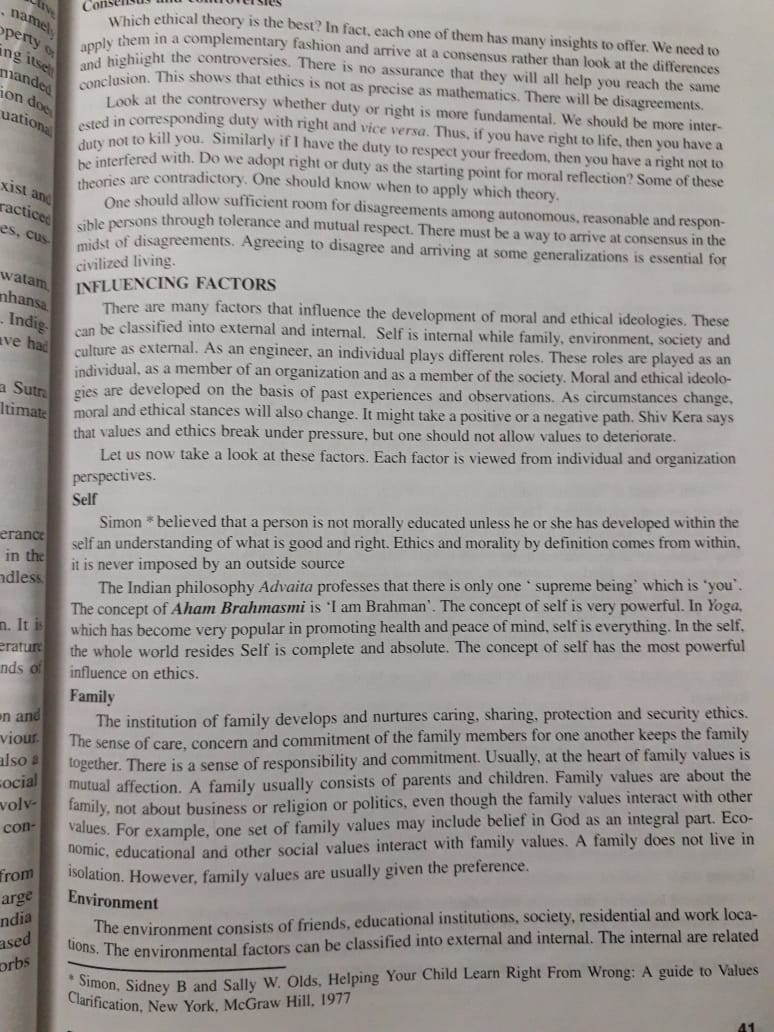 Consensus and controversies
Which ethical theory is the best? In fact, each one of them has many insights to offer. We need to
apply them in a complementary fashion and arrive at a consensus rather than look at the differences
and highiight the controversies. There is no assurance that they will all help you reach the same
conclusion. This shows that ethics is not as precise as mathematics. There will be disagreements.
Look at the controversy whether duty or right is more fundamental. We should be more inter-
ested in corresponding duty with right and vice versa. Thus, if you have right to life, then you have a
duty not to kill you. Similarly if I have the duty to respect your freedom, then you have a right not to
be interfered with. Do we adopt right or duty as the starting point for moral reflection? Some of these
theories are contradictory. One should know when to apply which theory.
One should allow sufficient room for disagreements among autonomous, reasonable and respon-
sible persons through tolerance and mutual respect. There must be a way to arrive at consensus in the
midst of disagreements. Agreeing to disagree and arriving at some generalizations is essential for
civilized living.
INFLUENCING FACTORS
There are many factors that influence the development of moral and ethical ideologies. These
can be classified into external and internal. Self is internal while family, environment, society and
culture as external. As an engineer, an individual plays different roles. These roles are played as an
individual, as a member of an organization and as a member of the society. Moral and ethical ideolo-
gies are developed on the basis of past experiences and observations. As circumstances change,
moral and ethical stances will also change. It might take a positive or a negative path. Shiv Kera says
that values and ethics break under pressure, but one should not allow values to deteriorate.
Let us now take a look at these factors. Each factor is viewed from individual and organization
perspectives.
Self
Simon * believed that a person is not morally educated unless he or she has developed within the
self an understanding of what is good and right. Ethics and morality by definition comes from within,
it is never imposed by an outside source
The Indian philosophy Advaita professes that there is only one ‘ supreme being’ which is ‘you’.
The concept of Aham Brahmasmi is ‘I am Brahman’. The concept of self is very powerful. In Yoga,
which has become very popular in promoting health and peace of mind, self is everything. In the self,
the whole world resides Self is complete and absolute. The concept of self has the most powerful
influence on ethics.
Family
The institution of family develops and nurtures caring, sharing, protection and security ethics.
The sense of care, concern and commitment of the family members for one another keeps the family
together. There is a sense of responsibility and commitment. Usually, at the heart of family values is
mutual affection. A family usually consists of parents and children. Family values are about the
family, not about business or religion or politics, even though the family values interact with other
values. For example, one set of family values may include belief in God as an integral part. Eco-
nomic, educational and other social values interact with family values. A family does not live in
isolation. However, family values are usually given the preference.
Environment
The environment consists of friends, educational institutions, society, residential and work loca-
tions. The environmental factors can be classified into external and internal. The internal are related
* Simon, Sidney B and Sally W. Olds, Helping Your Child Learn Right From Wrong: A guide to Values
Clarification, New York, McGraw Hill, 1977
41